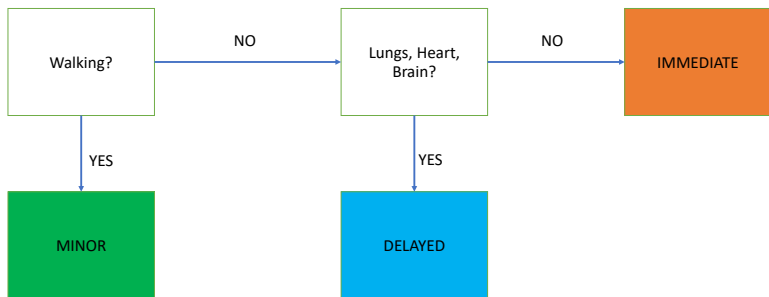 Walking?
NO
Lungs, Heart,
Brain?
NO
IMMEDIATE
YES
YES
MINOR
DELAYED